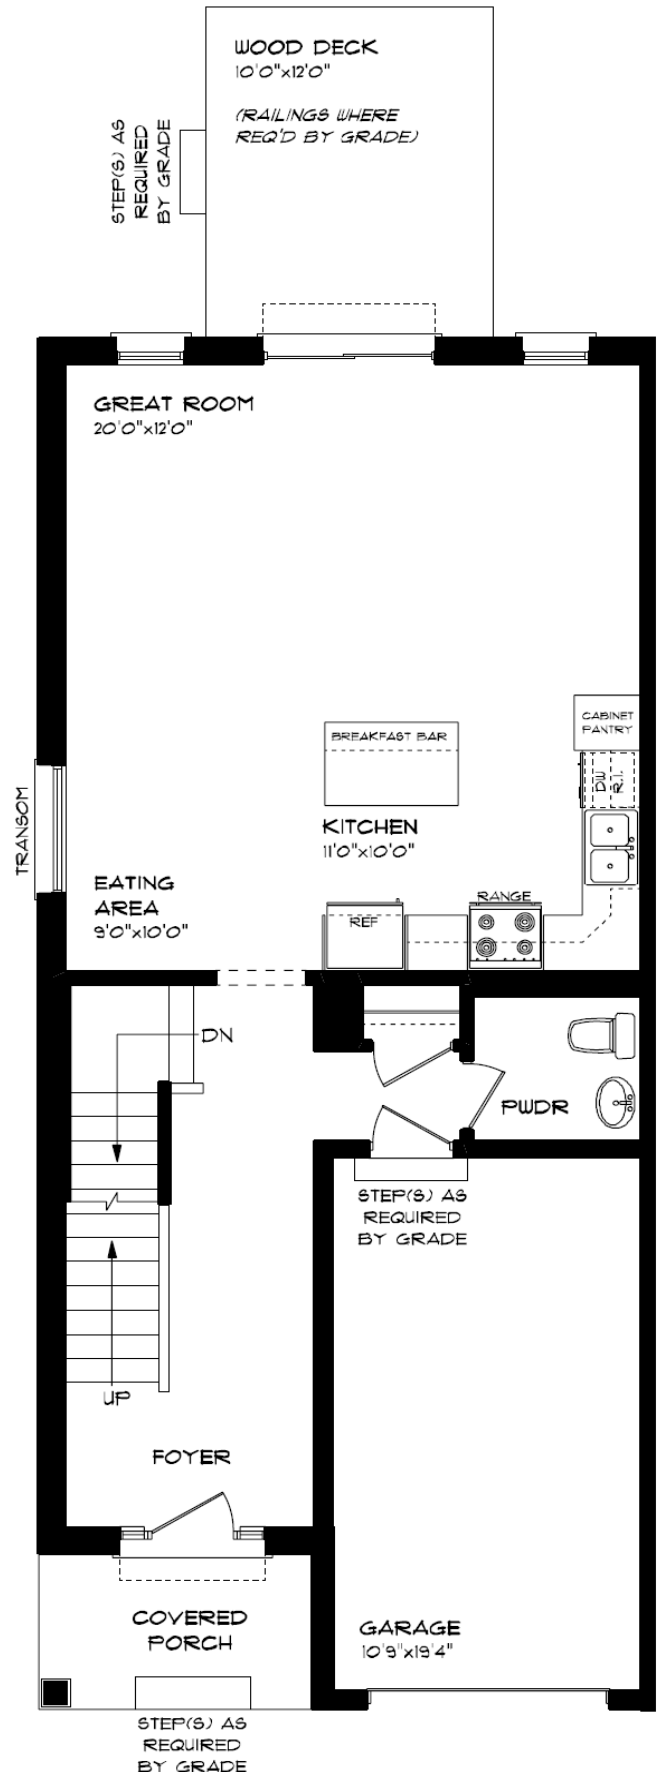 WOOD DECK
10'0"x12'0"
(RAILINGS WHERE
REQ'D BY GRADE)
STEP(S) AS
REQUIRED
BY GRADE
GREAT ROOM
20'0"x12'0"
CABINET
PANTRY
BREAKFAST BAR
DW
R.I.
TRANSOM
KITCHEN
11'0"x10'0"
EATING
AREA
9'0"x10'0"
RANGE
REF
DN
PWDR
STEP(S) AS
REQUIRED
BY GRADE
UP
FOYER
COVERED
PORCH
GARAGE
10'9"x19'4"
STEP(S) AS
REQUIRED
BY GRADE